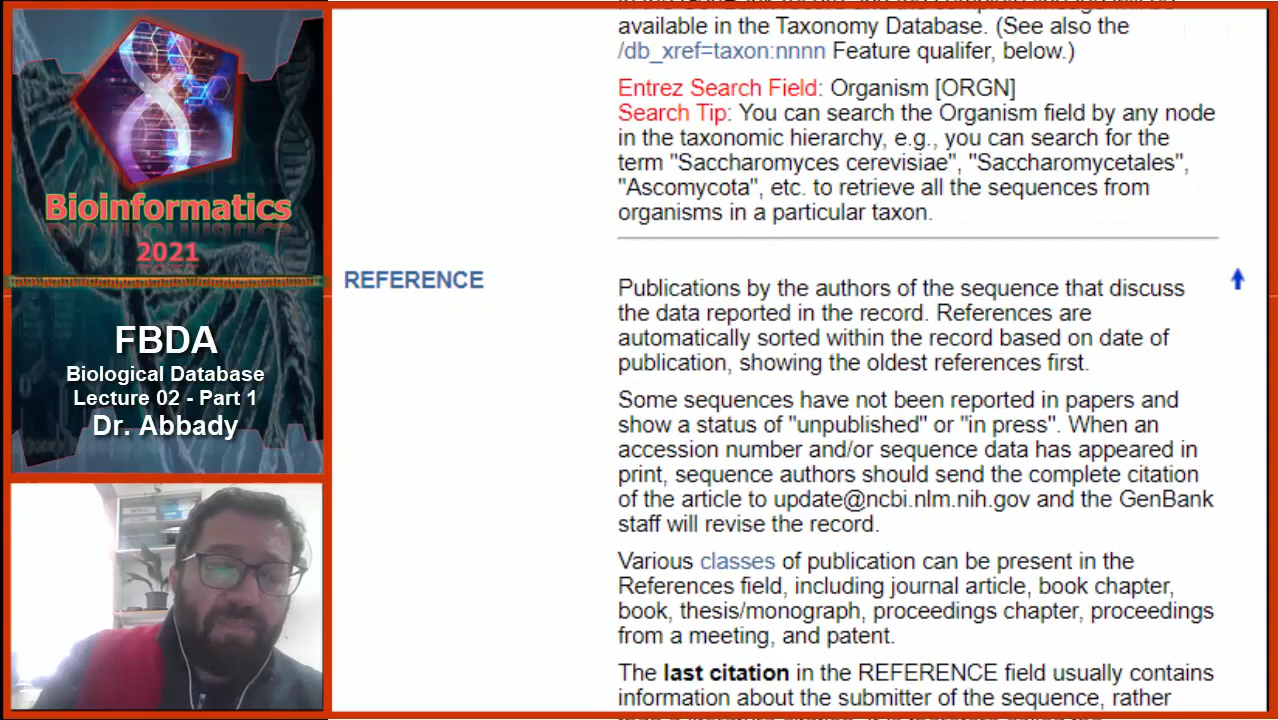 Bioinformatics
2021
FBDA
Biological Database
Lecture 02 - Part 1
Dr. Abbady
available in the Taxonomy Database. (See also the
/db_xref=taxon:nnnn Feature qualifer, below.)
Entrez Search Field: Organism [ORGN]
Search Tip: You can search the Organism field by any node
in the taxonomic hierarchy, e.g., you can search for the
term "Saccharomyces cerevisiae", "Saccharomycetales",
"Ascomycota", etc. to retrieve all the sequences from
organisms in a particular taxon.
REFERENCE
Publications by the authors of the sequence that discuss
the data reported in the record. References are
automatically sorted within the record based on date of
publication, showing the oldest references first.
Some sequences have not been reported in papers and
show a status of "unpublished" or "in press". When an
accession number and/or sequence data has appeared in
print, sequence authors should send the complete citation
of the article to update@ncbi.nlm.nih.gov and the GenBank
staff will revise the record.
Various classes of publication can be present in the
References field, including journal article, book chapter,
book, thesis/monograph, proceedings chapter, proceedings
from a meeting, and patent.
The last citation in the REFERENCE field usually contains
information about the submitter of the sequence, rather